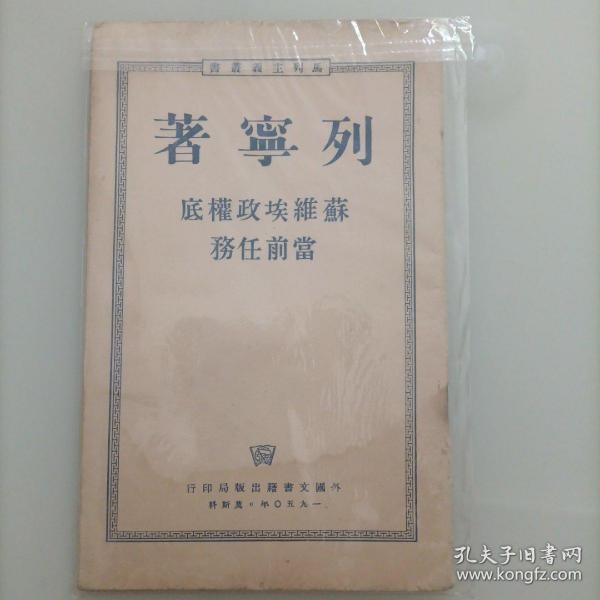 馬列主義叢書
列寧著
蘇維埃政權底
當前任務
外國文書籍出版局印行
一九五〇年。莫斯科
孔夫子旧书网
www.kongfz.com